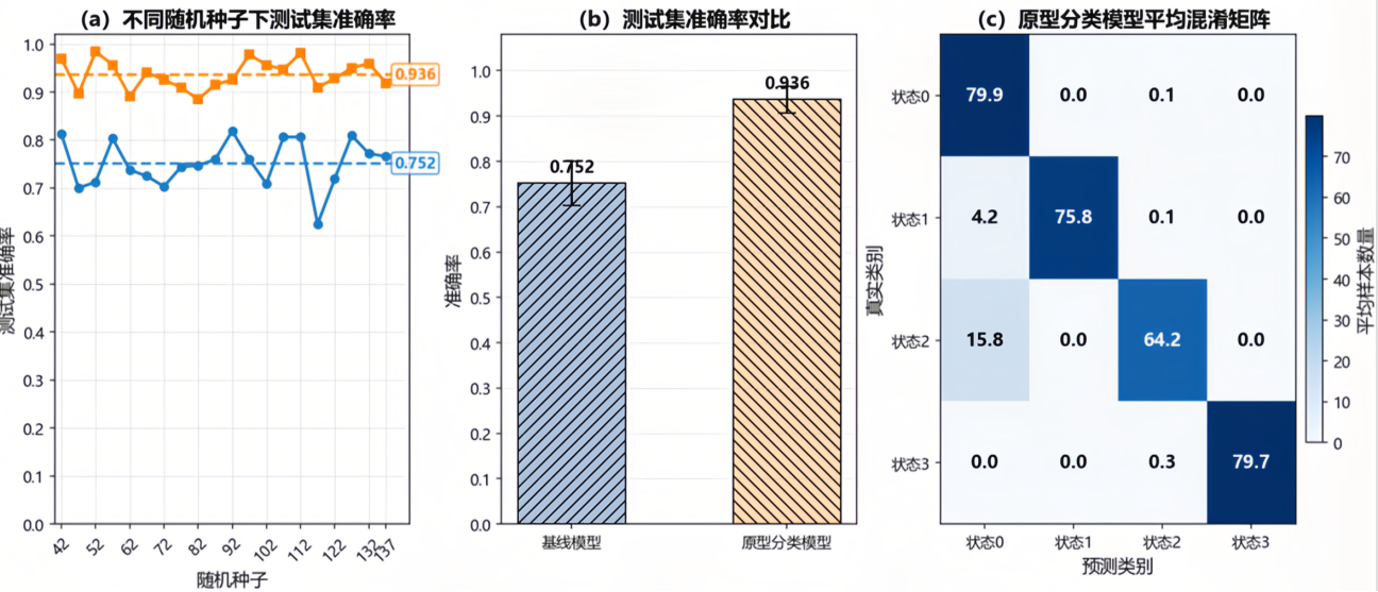 (a) 不同随机种子下测试集准确率
1.0
0.9
0.8
0.7
0.6
0.5
0.4
0.3
0.2
0.1
0.0
测试集准确率
0.936
0.752
42
52
62
72
82
92
102
112
122
132
137
随机种子
(b) 测试集准确率对比
1.0
0.9
0.8
0.7
0.6
0.5
0.4
0.3
0.2
0.1
0.0
准确率
0.752
0.936
基线模型
原型分类模型
(c) 原型分类模型平均混淆矩阵
真实类别
状态0
79.9 0.0 0.1 0.0
状态1
4.2 75.8 0.1 0.0
状态2
15.8 0.0 64.2 0.0
状态3
0.0 0.0 0.3 79.7
状态0 状态1 状态2 状态3
预测类别
70
60
50
40
30
20
10
0
平均样本数量